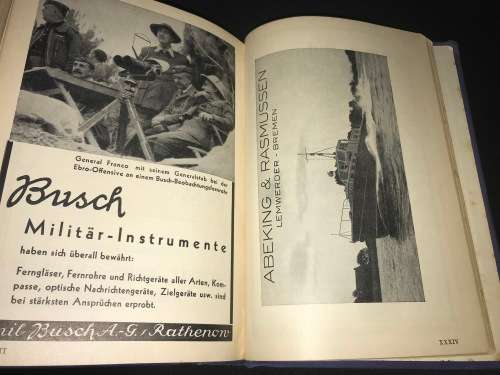 General Franco mit seinem Generalstab bei der
Ebro-Offensive an einem Busch-Beobachtungsfernrohr
Busch
Militär-Instrumente
haben sich überall bewährt:
Ferngläser, Fernrohre und Richtgeräte aller Arten, Kom-
passe, optische Nachrichtengeräte, Zielgeräte usw. sind
bei stärksten Ansprüchen erprobt.
Emil Busch A.-G., Rathenow
ABEKING & RASMUSSEN
LEMWERDER - BREMEN
XXXIV